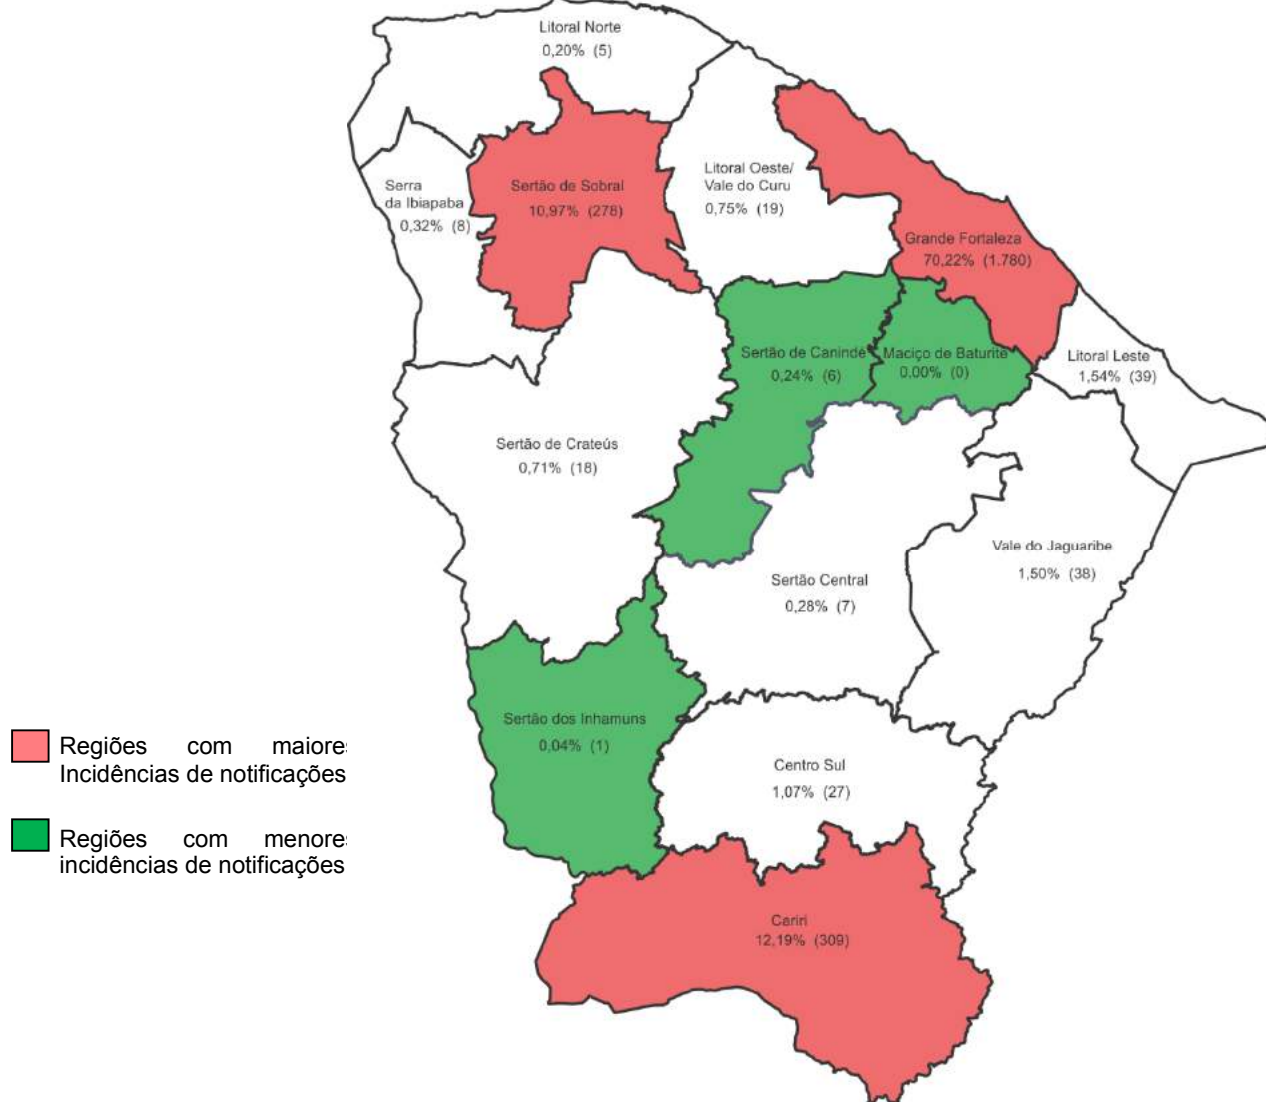 Litoral Norte
0,20% (5)
Serra
da Ibiapaba
0,32% (8)
Sertão de Sobral
10,97% (278)
Litoral Oeste/
Vale do Curu
0,75% (19)
Grande Fortaleza
70,22% (1.780)
Sertão de Canindé
0,24% (6)
Maciço de Baturité
0,00% (0)
Litoral Leste
1,54% (39)
Sertão de Crateús
0,71% (18)
Vale do Jaguaribe
1,50% (38)
Sertão Central
0,28% (7)
Sertão dos Inhamuns
0,04% (1)
Centro Sul
1,07% (27)
Cariri
12,19% (309)
Regiões com maiores
Incidências de notificações
Regiões com menores
incidências de notificações